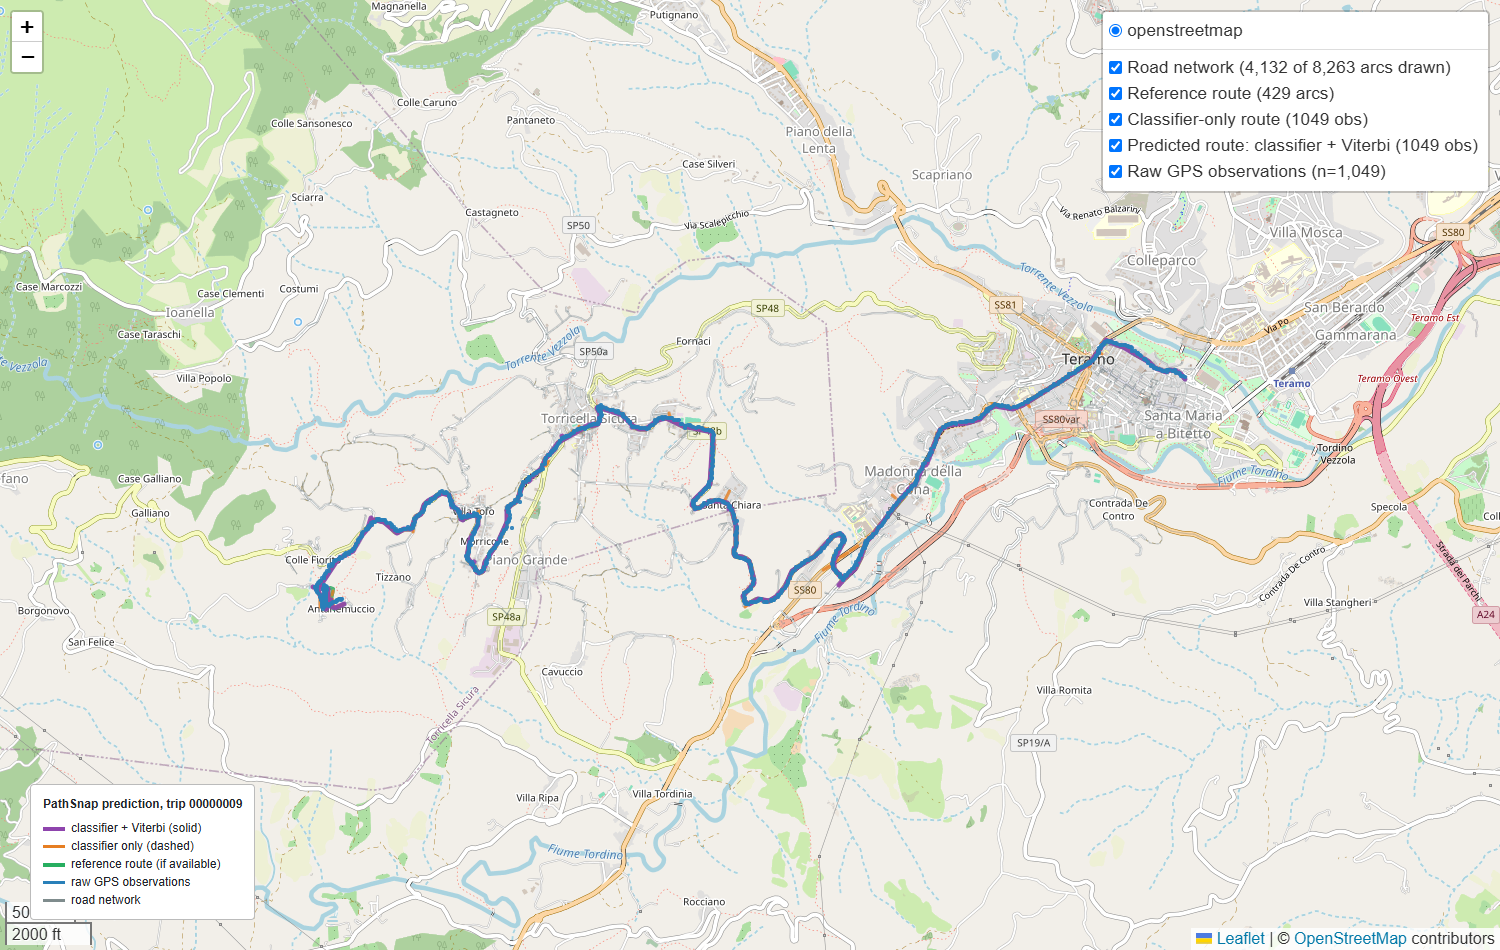 +
−
openstreetmap
Road network (4,132 of 8,263 arcs drawn)
Reference route (429 arcs)
Classifier-only route (1049 obs)
Predicted route: classifier + Viterbi (1049 obs)
Raw GPS observations (n=1,049)
Magnanella
Putignano
Colle Caruno
Colle Sansonesco
Pantaneto
Piano della
Lenta
Case Silveri
Scapriano
Sciarra
Castagneto
SP50
Via Scalepicchio
Via Renato Balzarini
Villa Mosca
SS80
Colleparco
Torrente Vezzola
Case Marcozzi
Case Clementi
Costumi
Ioanella
Case Taraschi
SP48
SS81
San Berardo
Gammarana
Via Po
Teramo Est
Fornaci
Torrente Vezzola
SP50a
Teramo
Villa Popolo
Teramo
Teramo Ovest
Torricella Sicura
SS80var
Santa Maria
a Bitetto
Tordino
Vezzola
Fiume Tordino
Madonna della
Case Galliano
Galliano
Contrada De
Contro
Specola
Morricone
Piano Grande
Colle Fiorito
Tizzano
SS80
Strada dei Parchi
Contrada De Contro
Borgonovo
SP48a
Fiume Tordino
Villa Stangheri
A24
San Felice
Cavuccio
Villa Romita
Torricella Sicura
SP19/A
Villa Ripa
Villa Tordinia
Fiume Tordino
Rocciano
PathSnap prediction, trip 00000009
classifier + Viterbi (solid)
classifier only (dashed)
reference route (if available)
raw GPS observations
road network
2000 ft
Leaflet | © OpenStreetMap contributors